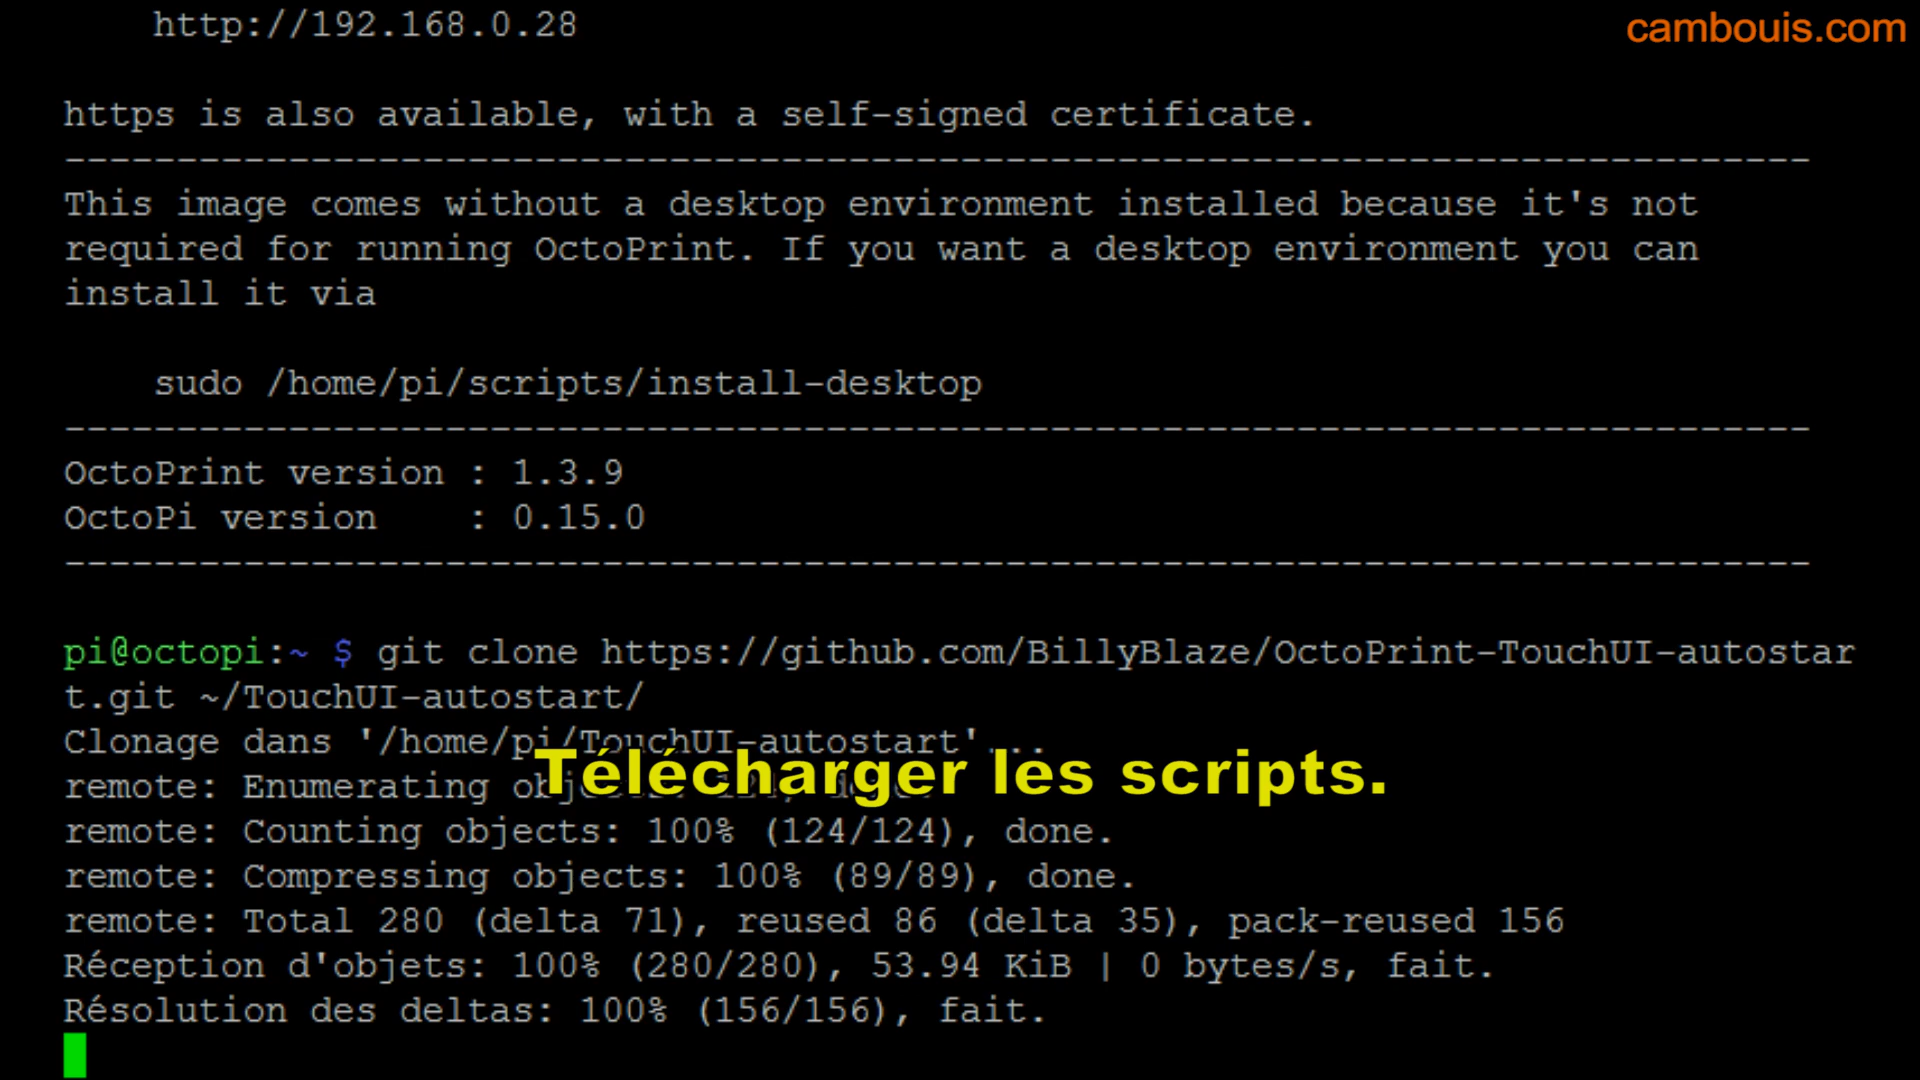 http://192.168.0.28
cambouis.com
https is also available, with a self-signed certificate.
------------------------------------------------------------------------------
This image comes without a desktop environment installed because it's not
required for running OctoPrint. If you want a desktop environment you can
install it via
sudo /home/pi/scripts/install-desktop
------------------------------------------------------------------------------
OctoPrint version : 1.3.9
OctoPi version    : 0.15.0
------------------------------------------------------------------------------
pi@octopi:~ $ git clone https://github.com/BillyBlaze/OctoPrint-TouchUI-autostar
t.git ~/TouchUI-autostart/
Clonage dans '/home/pi/TouchUI-autostart'...
Télécharger les scripts.
remote: Enumerating
remote: Counting objects: 100% (124/124), done.
remote: Compressing objects: 100% (89/89), done.
remote: Total 280 (delta 71), reused 86 (delta 35), pack-reused 156
Réception d'objets: 100% (280/280), 53.94 KiB | 0 bytes/s, fait.
Résolution des deltas: 100% (156/156), fait.